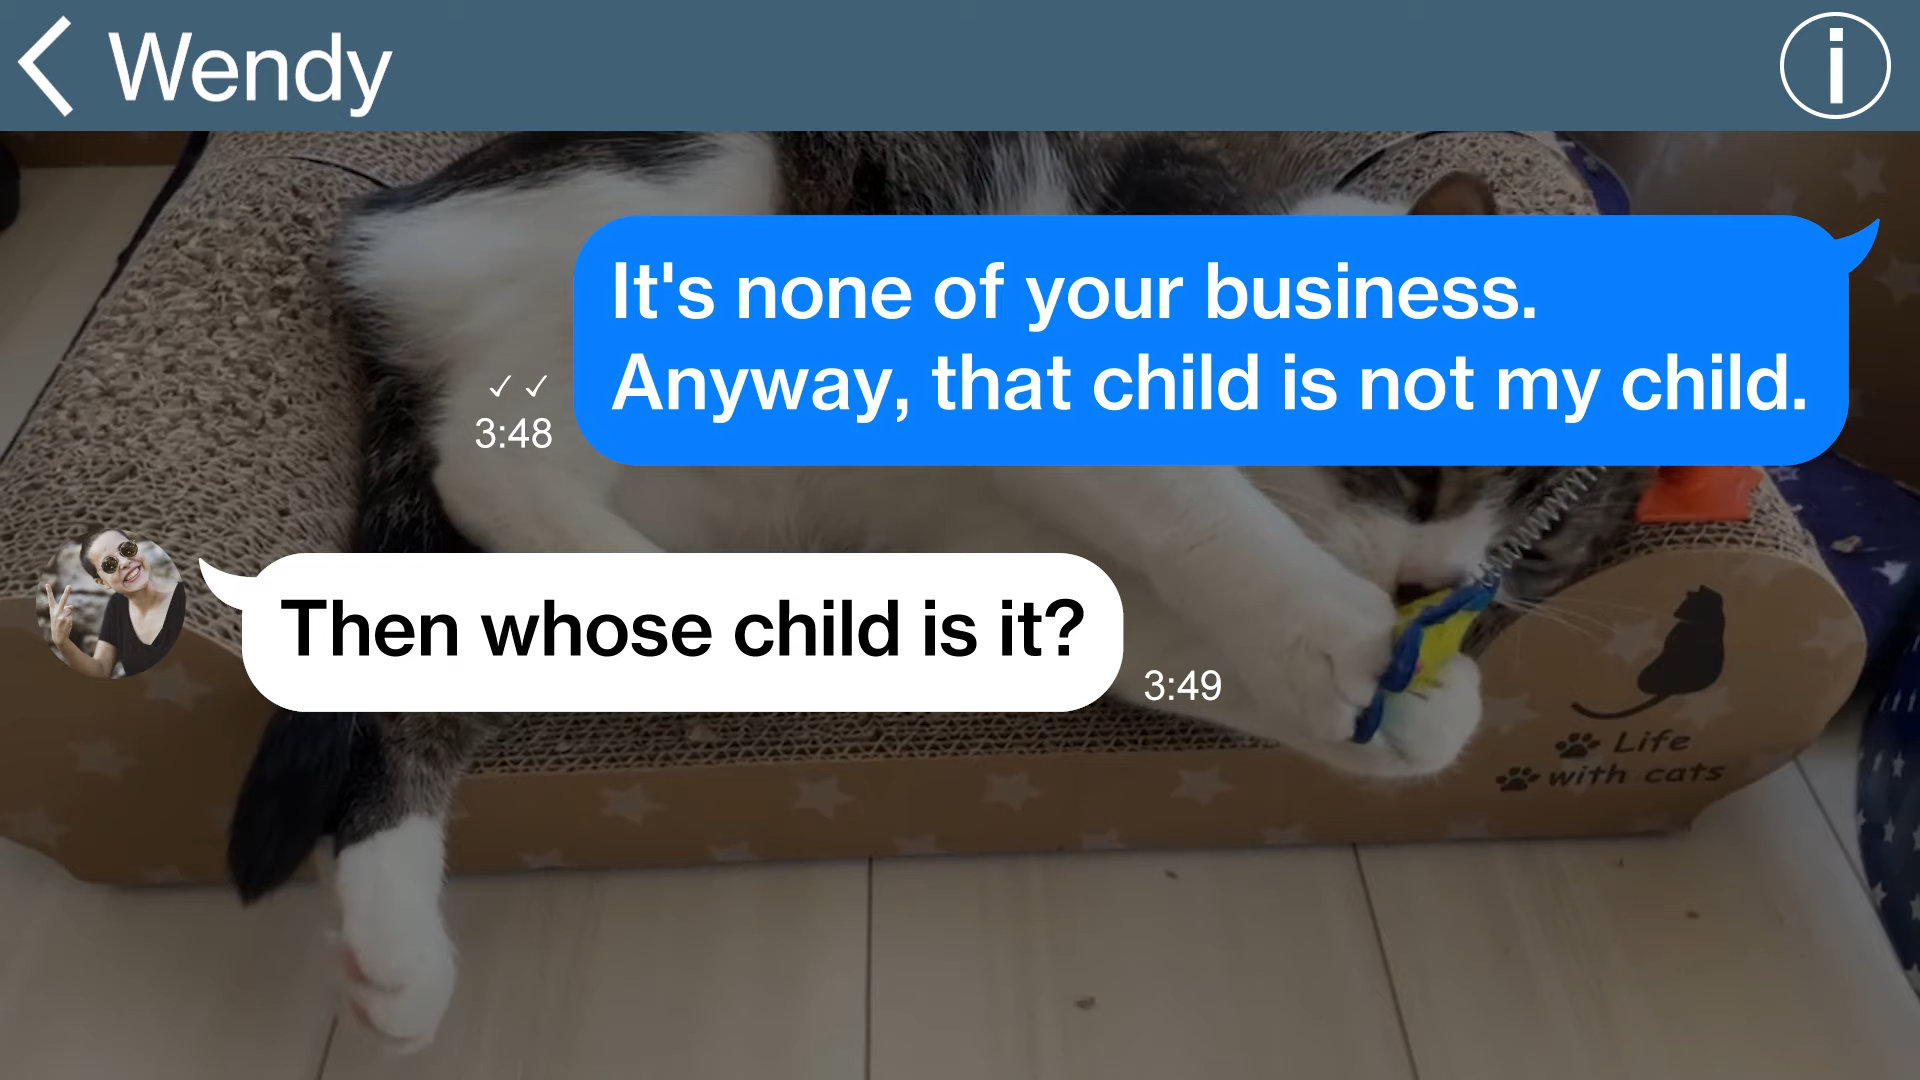 Wendy
It's none of your business.
Anyway, that child is not my child.
✓ ✓
3:48
Then whose child is it?
3:49
Life
with cats